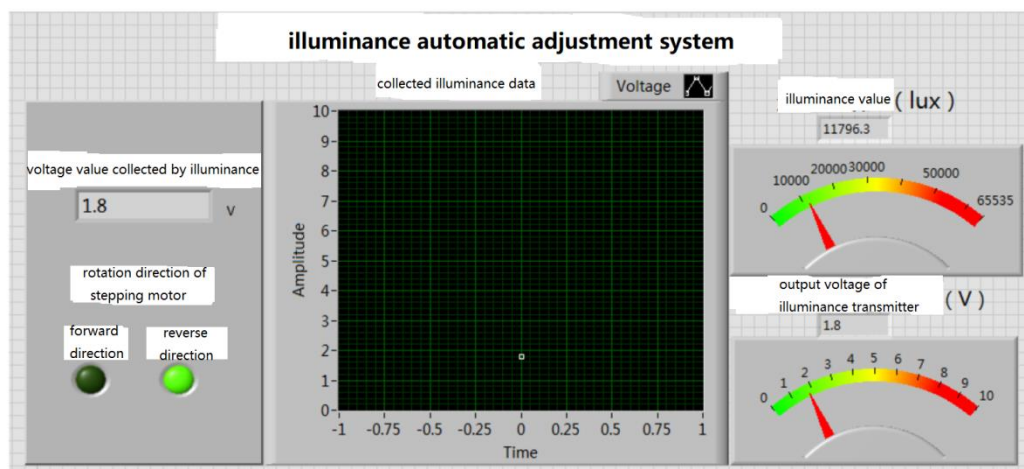 illuminance automatic adjustment system
collected illuminance data
Voltage
voltage value collected by illuminance
1.8
v
rotation direction of
stepping motor
forward
direction
reverse
direction
Amplitude
10
9
8
7
6
5
4
3
2
1
0
-1
-0.75
-0.5
-0.25
0
0.25
0.5
0.75
1
Time
illuminance value
( lux )
11796.3
0
10000
20000
30000
50000
65535
output voltage of
illuminance transmitter
( V )
1.8
0
1
2
3
4
5
6
7
8
9
10